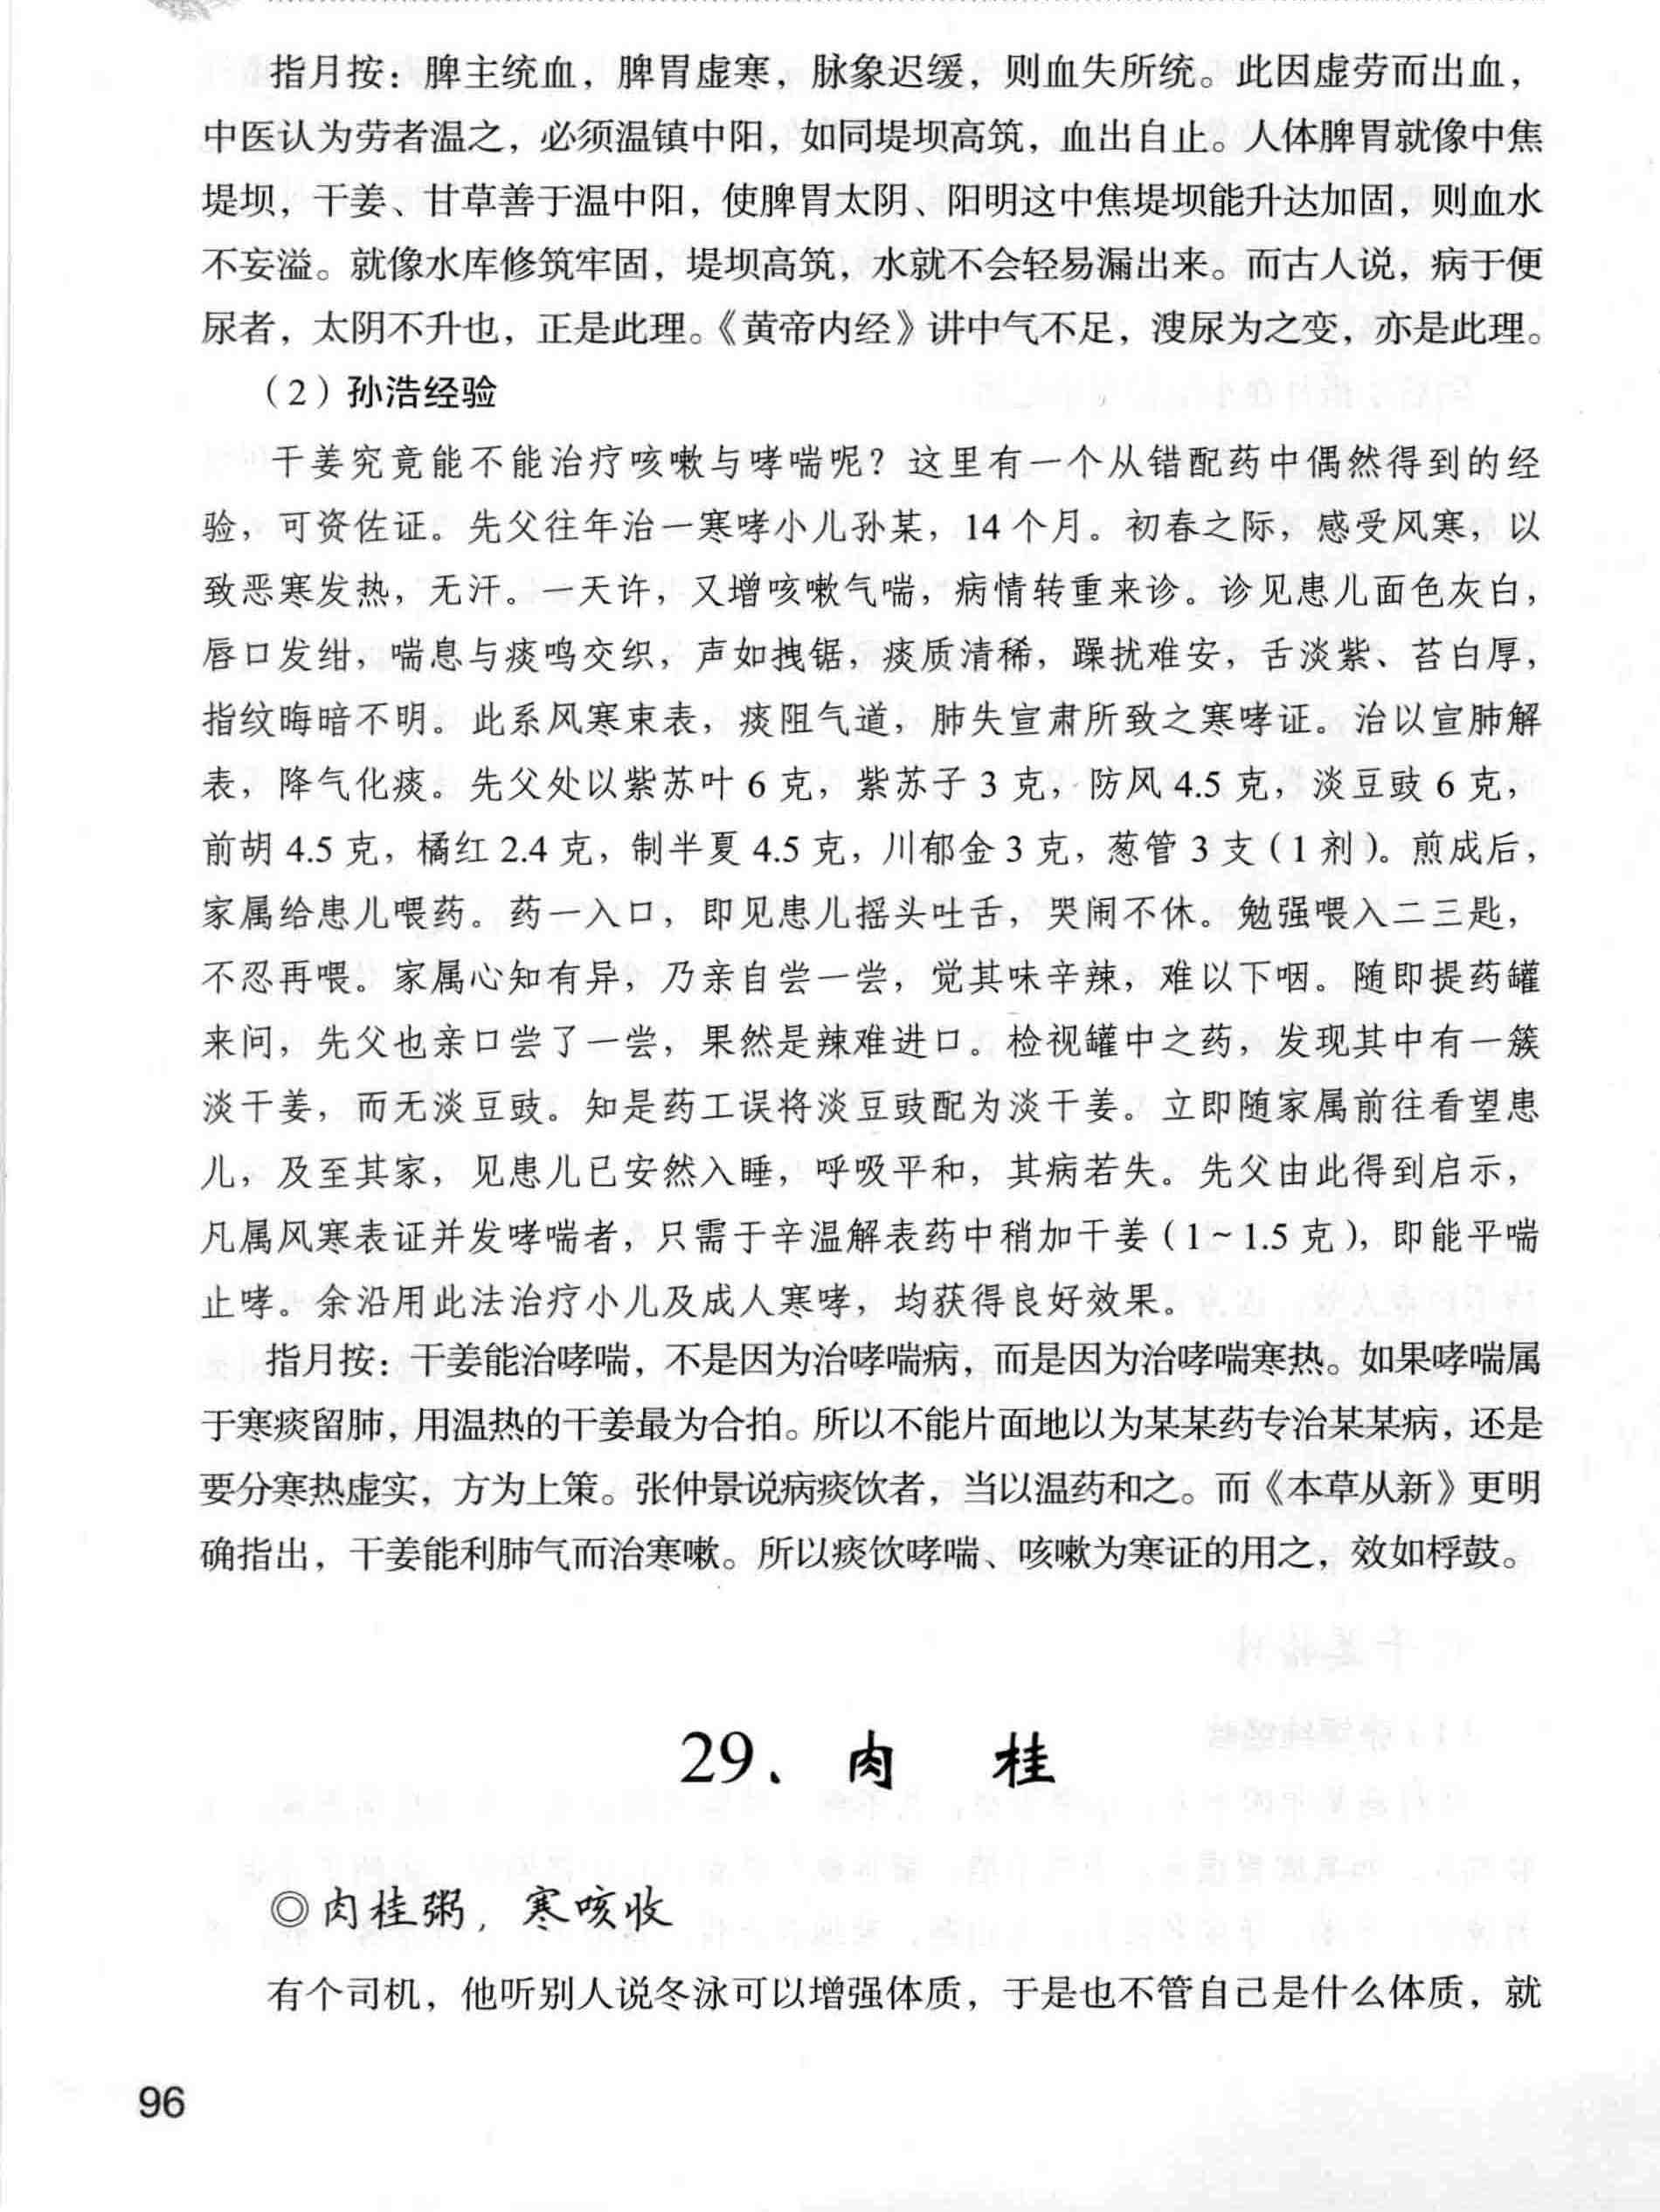 指月按：脾主统血，脾胃虚寒，脉象迟缓，则血失所统。此因虚劳而出血，
中医认为劳者温之，必须温镇中阳，如同堤坝高筑，血出自止。人体脾胃就像中焦
堤坝，干姜、甘草善于温中阳，使脾胃太阴、阳明这中焦堤坝能升达加固，则血水
不妄溢。就像水库修筑牢固，堤坝高筑，水就不会轻易漏出来。而古人说，病于便
尿者，太阴不升也，正是此理。《黄帝内经》讲中气不足，溲尿为之变，亦是此理。
（2）孙浩经验
干姜究竟能不能治疗咳嗽与哮喘呢？这里有一个从错配药中偶然得到的经
验，可资佐证。先父往年治一寒哮小儿孙某，14 个月。初春之际，感受风寒，以
致恶寒发热，无汗。一天许，又增咳嗽气喘，病情转重来诊。诊见患儿面色灰白，
唇口发绀，喘息与痰鸣交织，声如拽锯，痰质清稀，躁扰难安，舌淡紫、苔白厚，
指纹晦暗不明。此系风寒束表，痰阻气道，肺失宣肃所致之寒哮证。治以宣肺解
表，降气化痰。先父处以紫苏叶 6 克，紫苏子 3 克，防风 4.5 克，淡豆豉 6 克，
前胡 4.5 克，橘红 2.4 克，制半夏 4.5 克，川郁金 3 克，葱管 3 支（1 剂）。煎成后，
家属给患儿喂药。药一入口，即见患儿摇头吐舌，哭闹不休。勉强喂入二三匙，
不忍再喂。家属心知有异，乃亲自尝一尝，觉其味辛辣，难以下咽。随即提药罐
来问，先父也亲口尝了一尝，果然是辣难进口。检视罐中之药，发现其中有一簇
淡干姜，而无淡豆豉。知是药工误将淡豆豉配为淡干姜。立即随家属前往看望患
儿，及至其家，见患儿已安然入睡，呼吸平和，其病若失。先父由此得到启示，
凡属风寒表证并发哮喘者，只需于辛温解表药中稍加干姜（1～1.5 克），即能平喘
止哮。余沿用此法治疗小儿及成人寒哮，均获得良好效果。
指月按：干姜能治哮喘，不是因为治哮喘病，而是因为治哮喘寒热。如果哮喘属
于寒痰留肺，用温热的干姜最为合拍。所以不能片面地以为某某药专治某某病，还是
要分寒热虚实，方为上策。张仲景说病痰饮者，当以温药和之。而《本草从新》更明
确指出，干姜能利肺气而治寒嗽。所以痰饮哮喘、咳嗽为寒证的用之，效如桴鼓。
29、肉　桂
◎肉桂粥，寒咳收
有个司机，他听别人说冬泳可以增强体质，于是也不管自己是什么体质，就
96